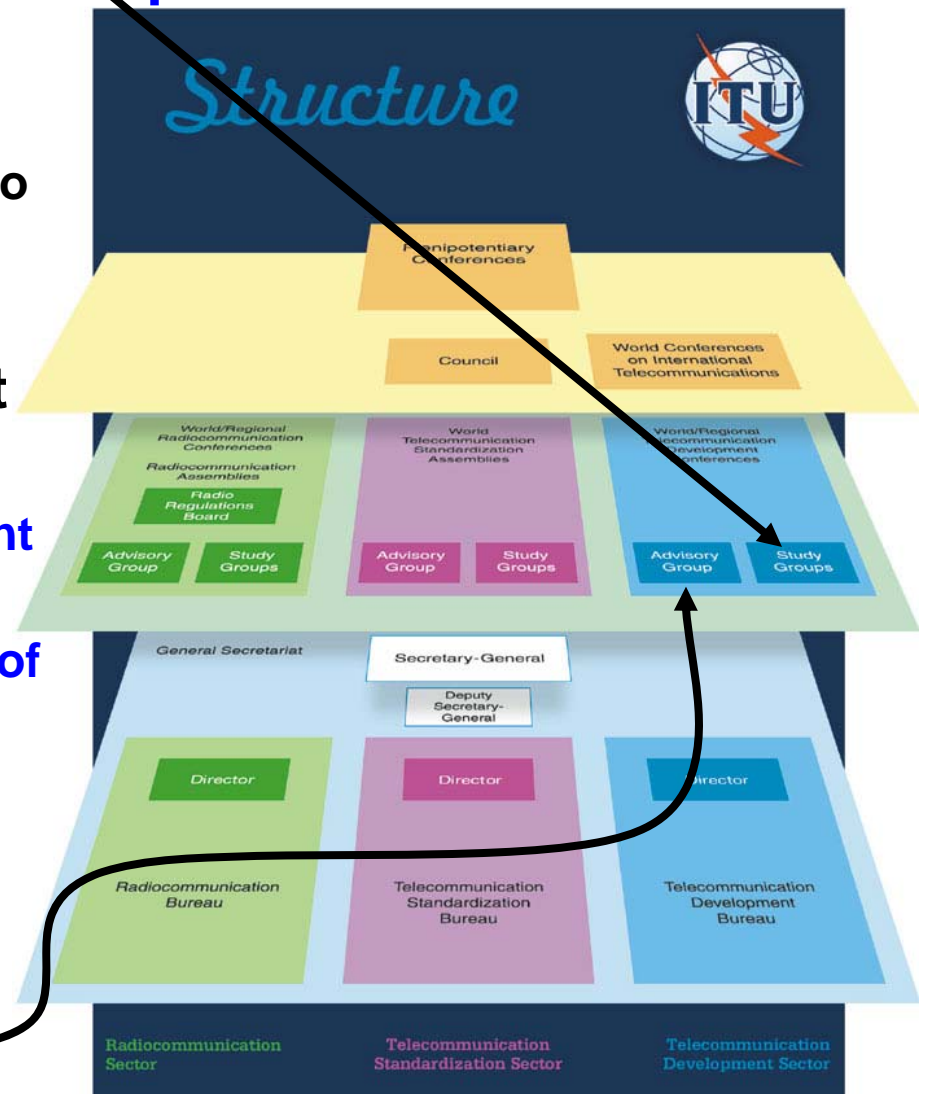 Structure
ITU
o
Plenipotentiary
Conferences
Council
World Conferences
on International
Telecommunications
t
World/Regional
Radiocommunication
Conferences
Radiocommunication
Assemblies
Radio
Regulations
Board
Advisory
Group
Study
Groups
World
Telecommunication
Standardization
Assemblies
Advisory
Group
Study
Groups
World/Regional
Telecommunication
Development
Conferences
Advisory
Group
Study
Groups
nt
of
General Secretariat
Secretary-General
Deputy
Secretary-
General
Director
Director
Director
Radiocommunication
Bureau
Telecommunication
Standardization
Bureau
Telecommunication
Development
Bureau
Radiocommunication
Sector
Telecommunication
Standardization Sector
Telecommunication
Development Sector